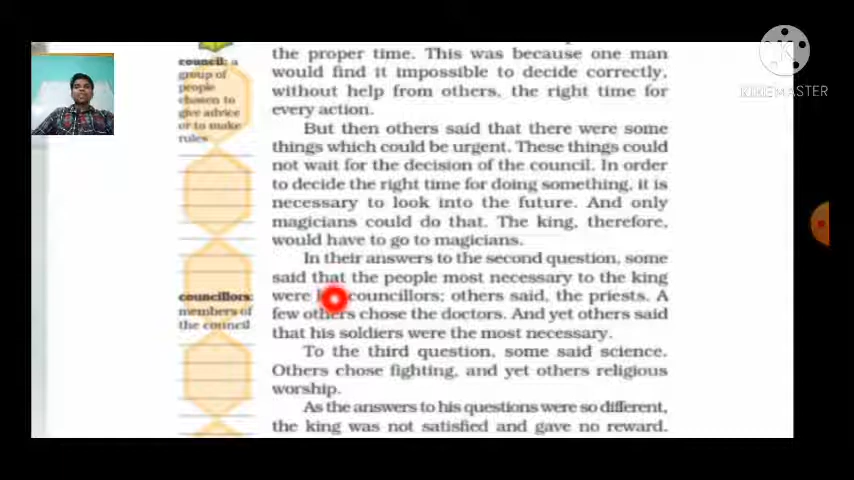 council: a
group of
people
chosen to
give advice
or to make
rules
the proper time. This was because one man
would find it impossible to decide correctly,
without help from others, the right time for
every action.
But then others said that there were some
things which could be urgent. These things could
not wait for the decision of the council. In order
to decide the right time for doing something, it is
necessary to look into the future. And only
magicians could do that. The king, therefore,
would have to go to magicians.
In their answers to the second question, some
said that the people most necessary to the king
were councillors; others said, the priests. A
few others chose the doctors. And yet others said
that his soldiers were the most necessary.
To the third question, some said science.
Others chose fighting, and yet others religious
worship.
As the answers to his questions were so different,
the king was not satisfied and gave no reward.
councillors:
members of
the council
KINEMASTER